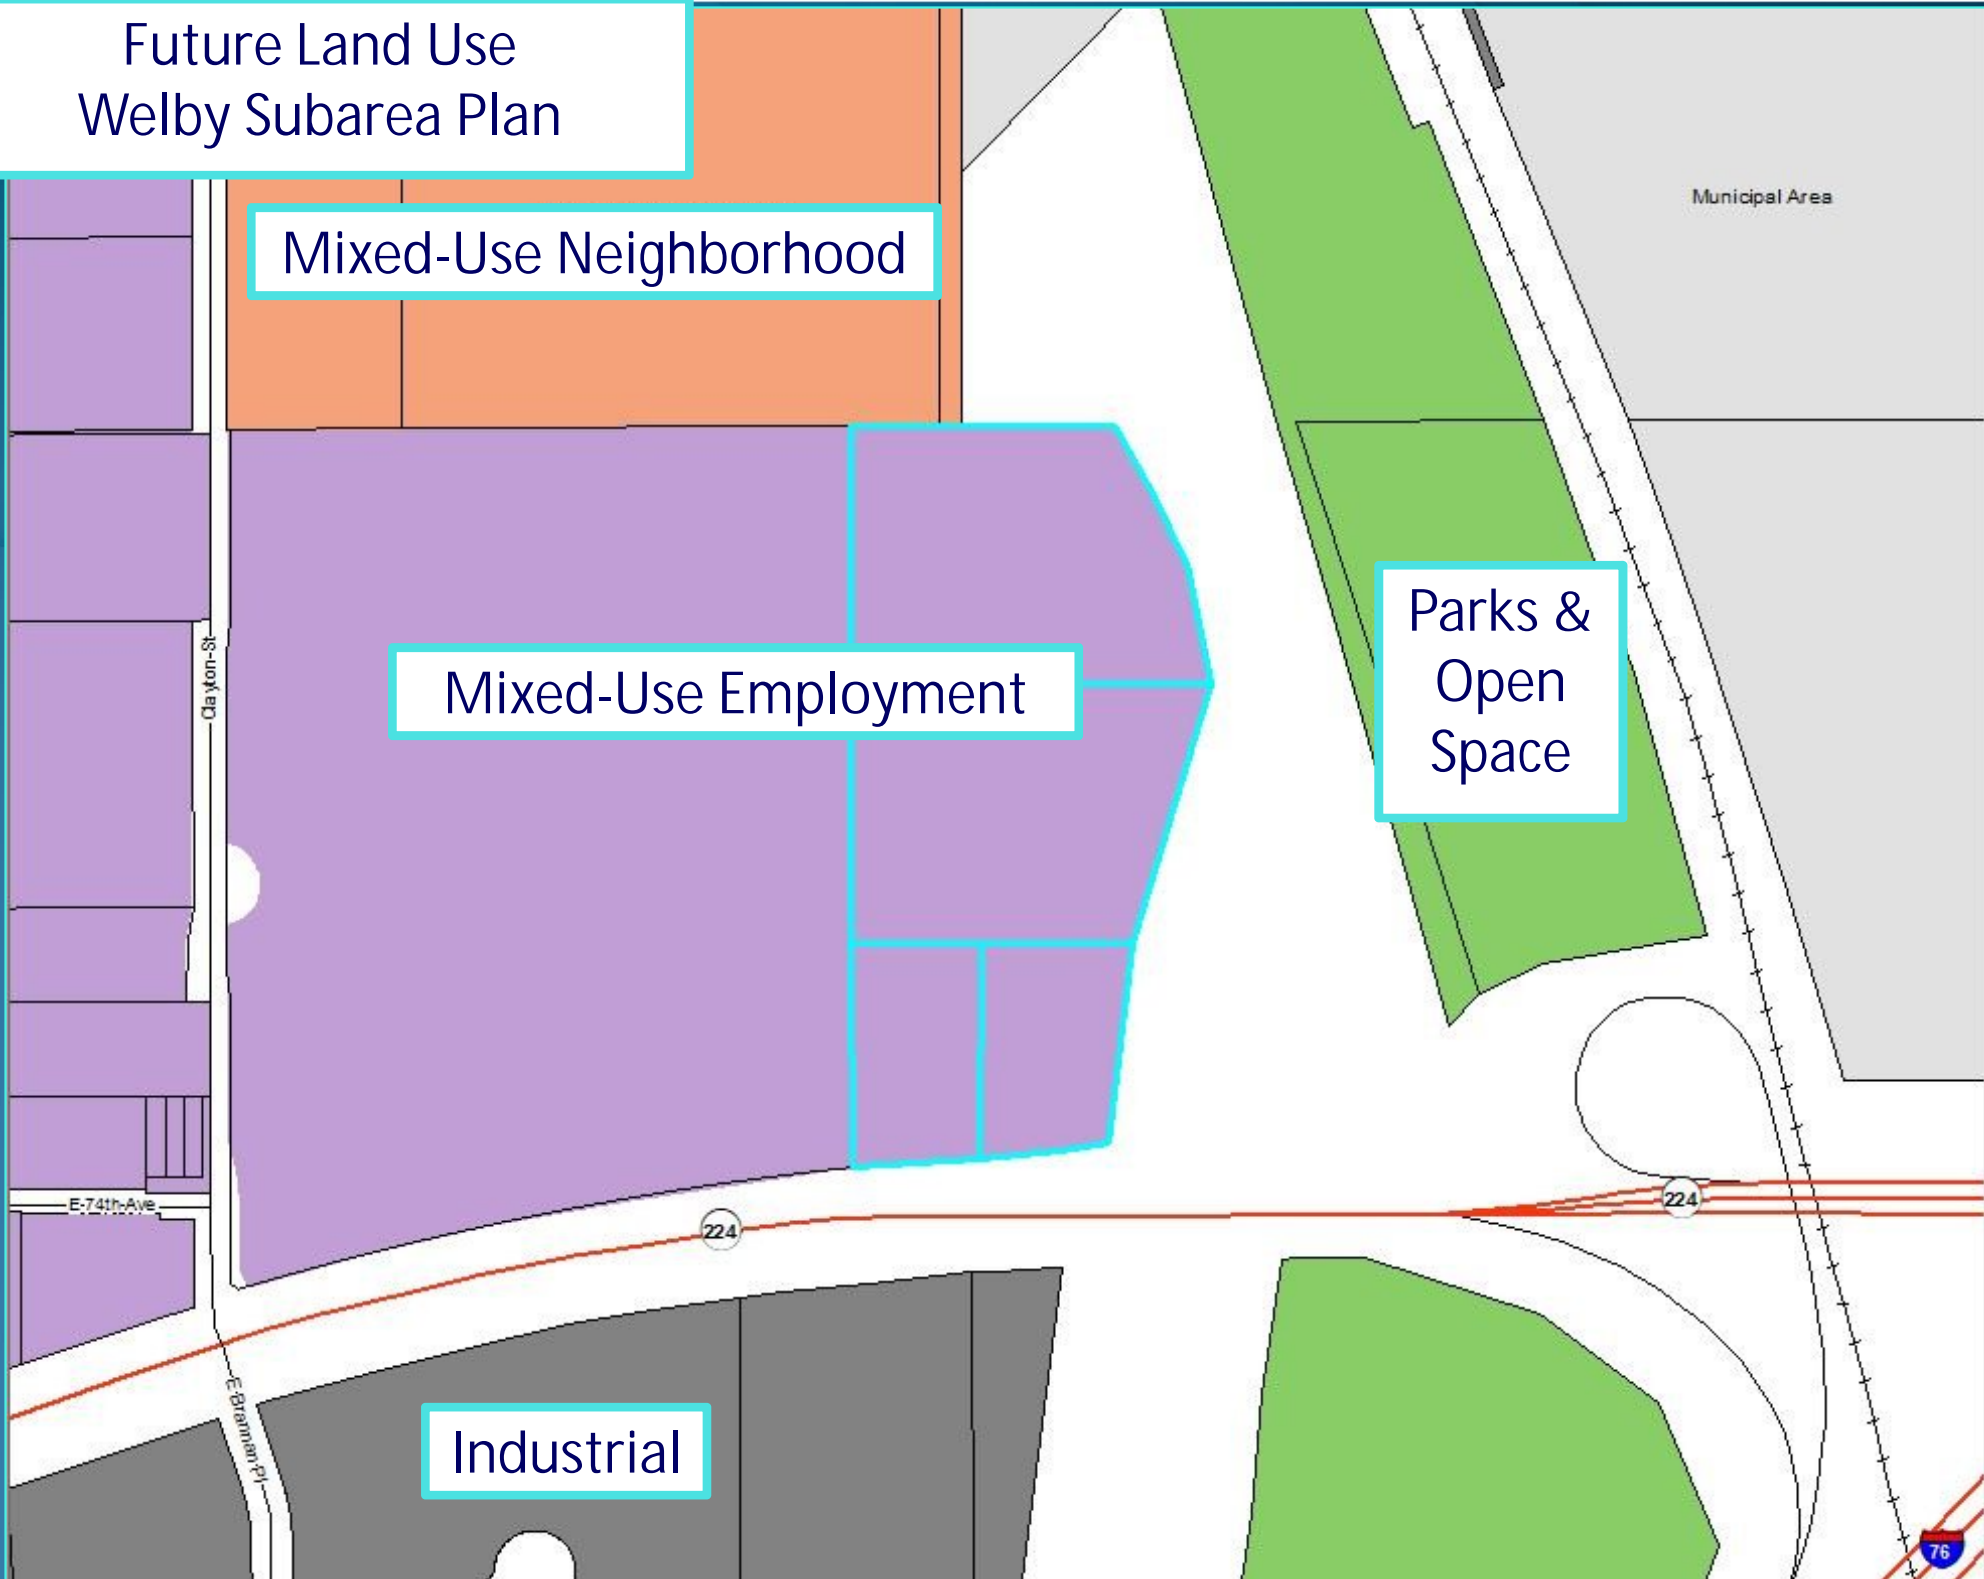 Future Land Use
Welby Subarea Plan
Municipal Area
Mixed-Use Neighborhood
Parks &
Open
Space
Clayton-St
Mixed-Use Employment
E-74th-Ave
224
224
E-Brannan-Pl
Industrial
76